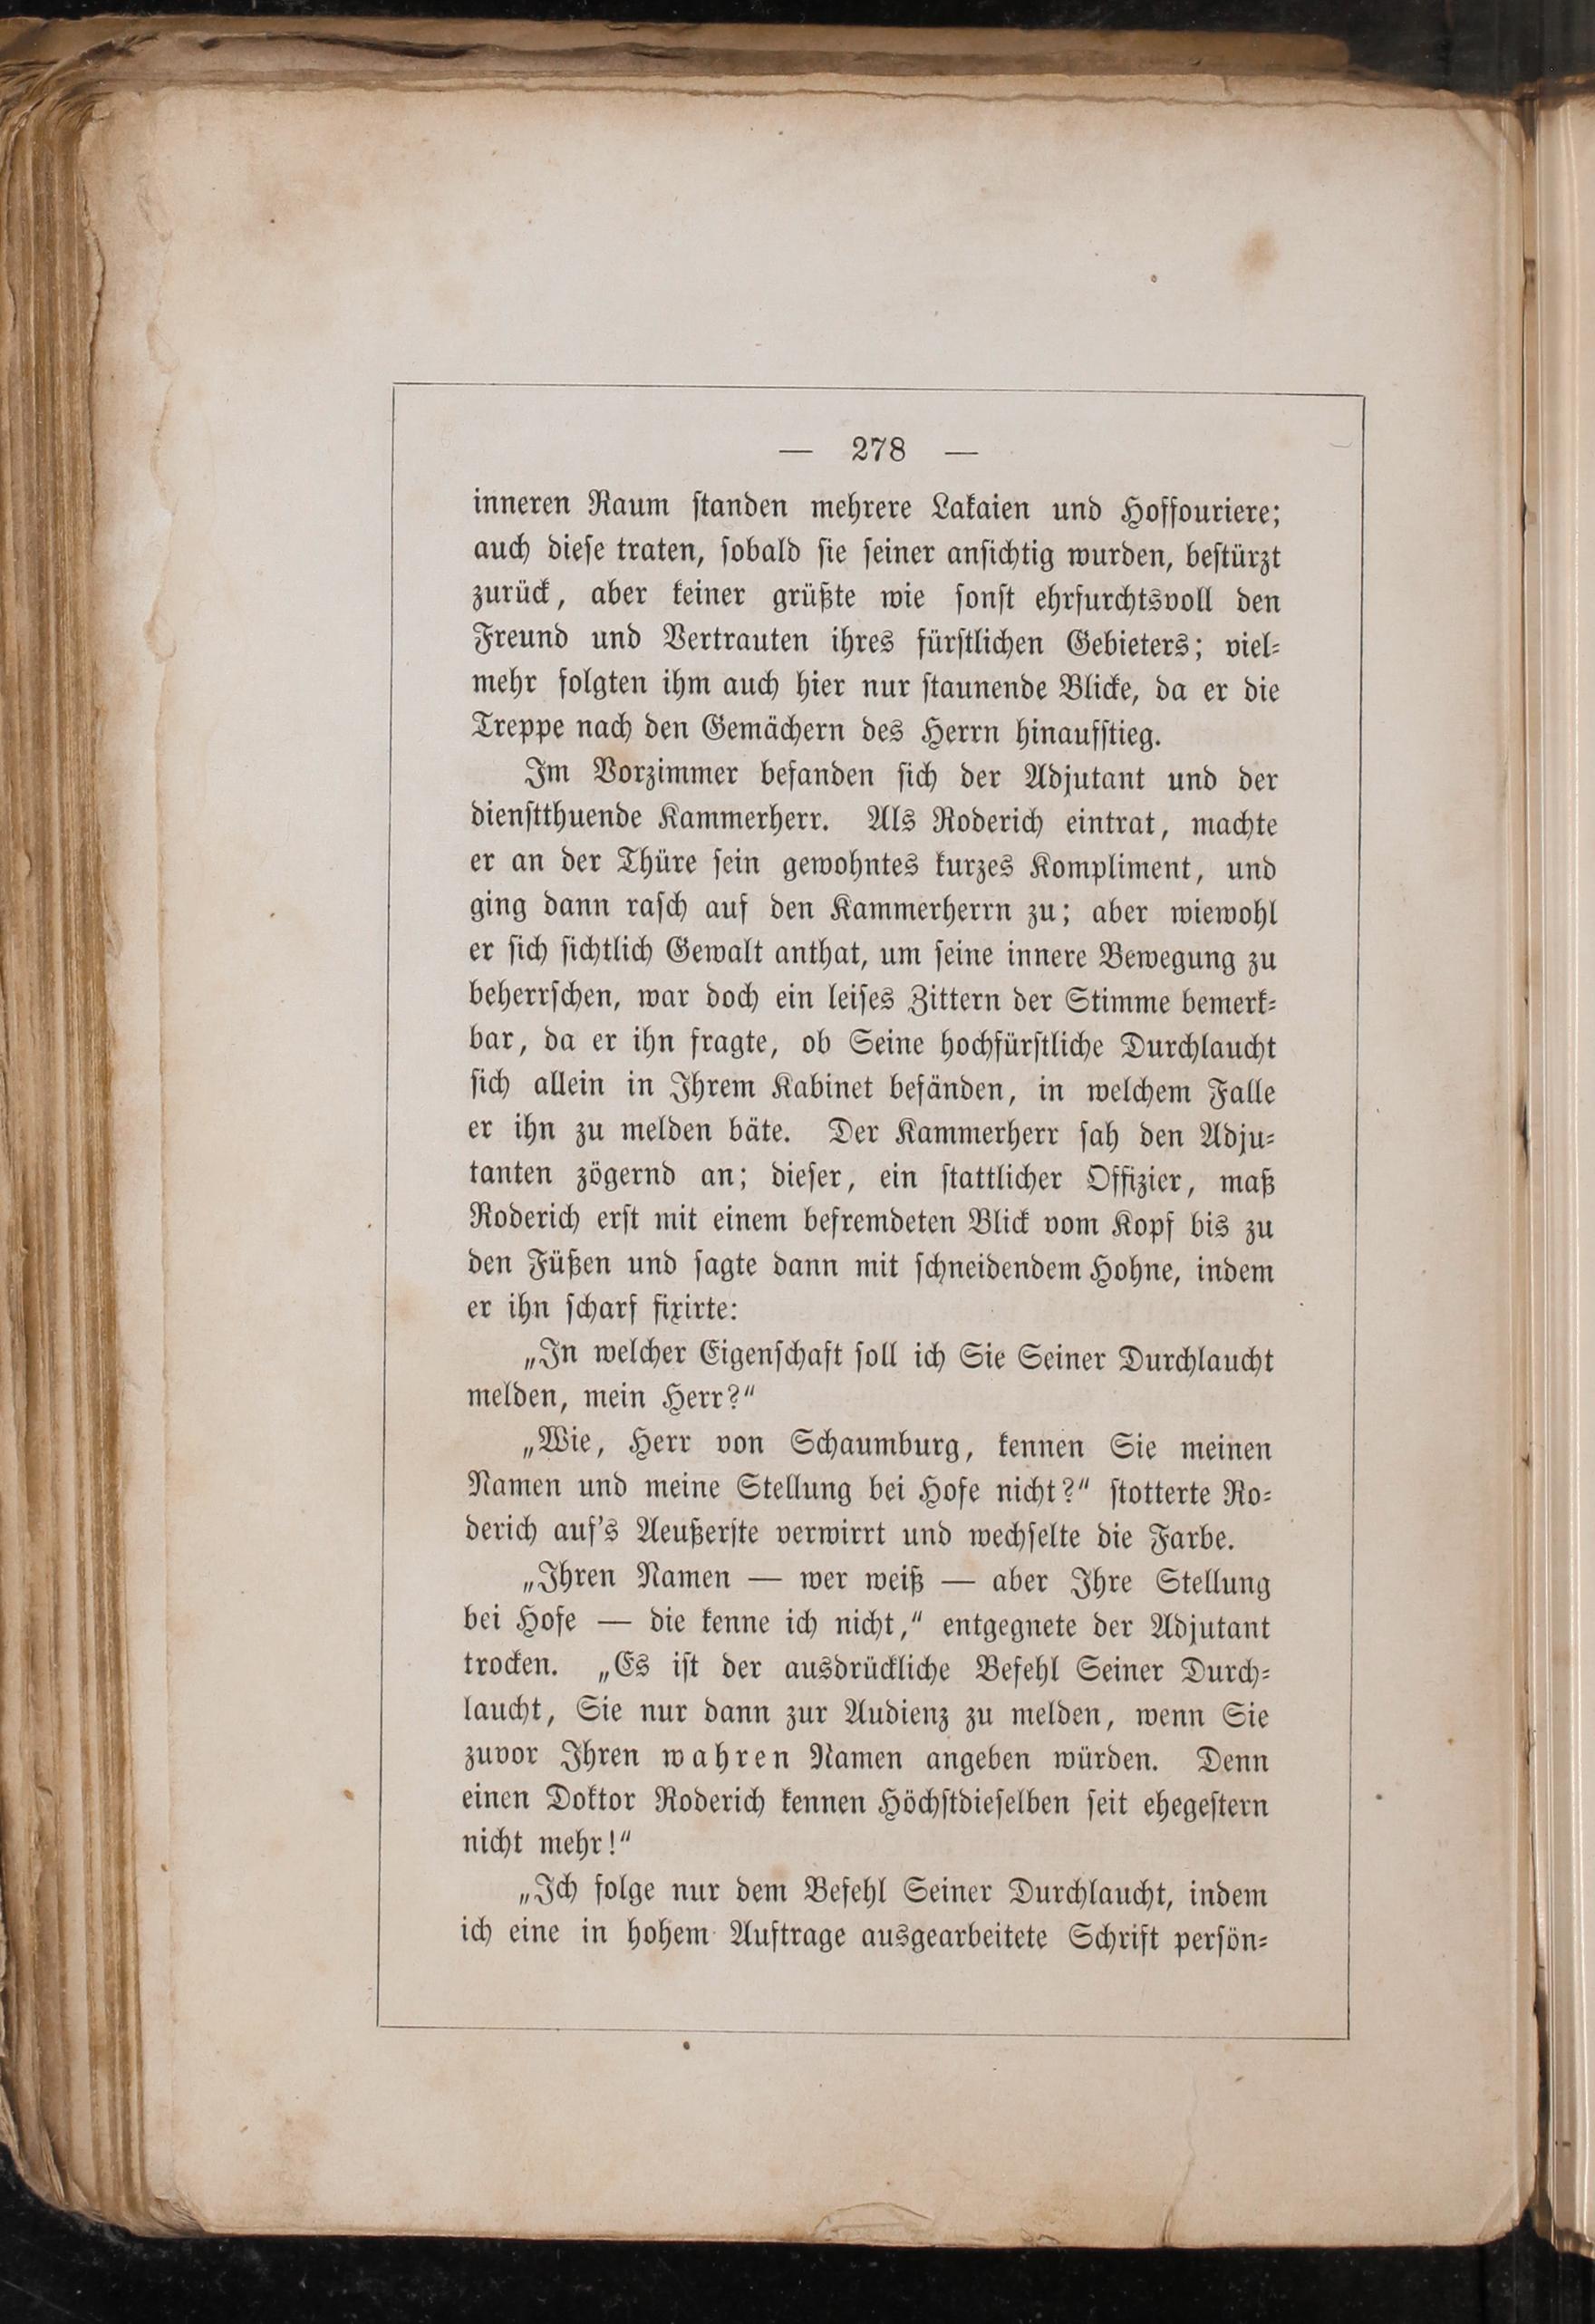 — 278 —
inneren Raum ſtanden mehrere Lakaien und Hoffouriere;
auch dieſe traten, ſobald ſie ſeiner anſichtig wurden, beſtürzt
zurück, aber keiner grüßte wie ſonſt ehrfurchtsvoll den
Freund und Vertrauten ihres fürſtlichen Gebieters; viel-
mehr folgten ihm auch hier nur ſtaunende Blicke, da er die
Treppe nach den Gemächern des Herrn hinaufſtieg.
Im Vorzimmer befanden ſich der Adjutant und der
dienſtthuende Kammerherr. Als Roderich eintrat, machte
er an der Thüre ſein gewohntes kurzes Kompliment, und
ging dann raſch auf den Kammerherrn zu; aber wiewohl
er ſich ſichtlich Gewalt anthat, um ſeine innere Bewegung zu
beherrſchen, war doch ein leiſes Zittern der Stimme bemerk-
bar, da er ihn fragte, ob Seine hochfürſtliche Durchlaucht
ſich allein in Ihrem Kabinet befänden, in welchem Falle
er ihn zu melden bäte. Der Kammerherr ſah den Adju-
tanten zögernd an; dieſer, ein ſtattlicher Offizier, maß
Roderich erſt mit einem befremdeten Blick vom Kopf bis zu
den Füßen und ſagte dann mit ſchneidendem Hohne, indem
er ihn ſcharf fixirte:
„In welcher Eigenſchaft ſoll ich Sie Seiner Durchlaucht
melden, mein Herr?“
„Wie, Herr von Schaumburg, kennen Sie meinen
Namen und meine Stellung bei Hofe nicht?“ ſtotterte Ro-
derich auf's Aeußerſte verwirrt und wechſelte die Farbe.
„Ihren Namen — wer weiß — aber Ihre Stellung
bei Hofe — die kenne ich nicht,“ entgegnete der Adjutant
trocken. „Es iſt der ausdrückliche Befehl Seiner Durch-
laucht, Sie nur dann zur Audienz zu melden, wenn Sie
zuvor Ihren wahren Namen angeben würden. Denn
einen Doktor Roderich kennen Höchſtdieſelben ſeit ehegeſtern
nicht mehr!“
„Ich folge nur dem Befehl Seiner Durchlaucht, indem
ich eine in hohem Auftrage ausgearbeitete Schrift perſön-